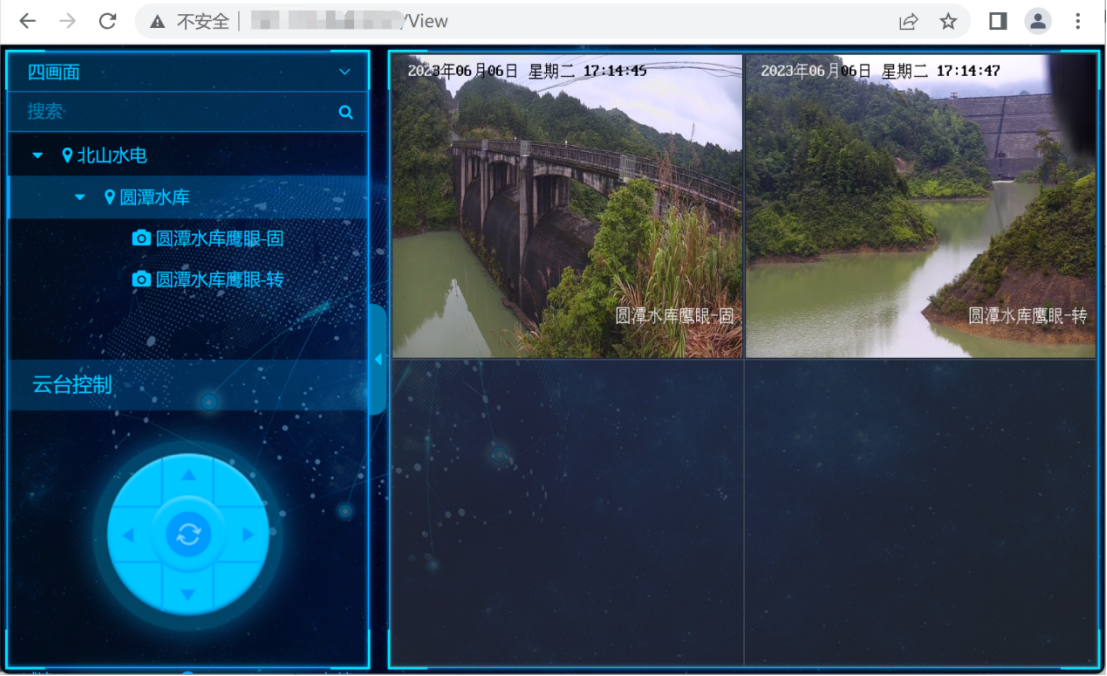 不安全
/View
四画面
搜索
北山水电
圆潭水库
圆潭水库鹰眼-固
圆潭水库鹰眼-转
云台控制
2023年06月06日 星期二 17:14:45
圆潭水库鹰眼-固
2023年06月06日 星期二 17:14:47
圆潭水库鹰眼-转